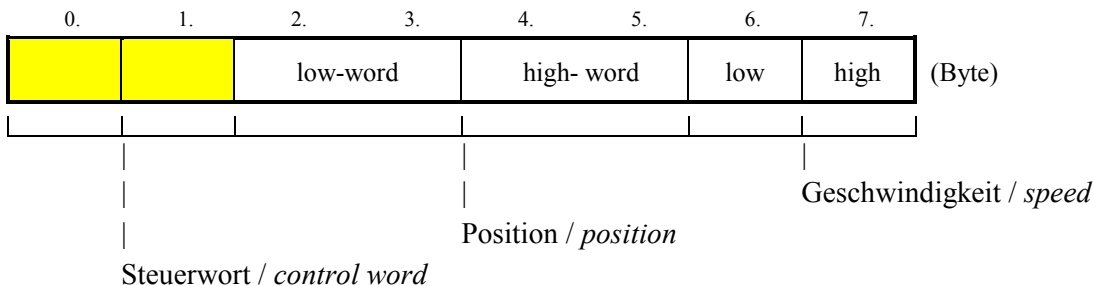 0. 1. 2. 3. 4. 5. 6. 7.
low-word high- word low high (Byte)
Geschwindigkeit / speed
Position / position
Steuerwort / control word